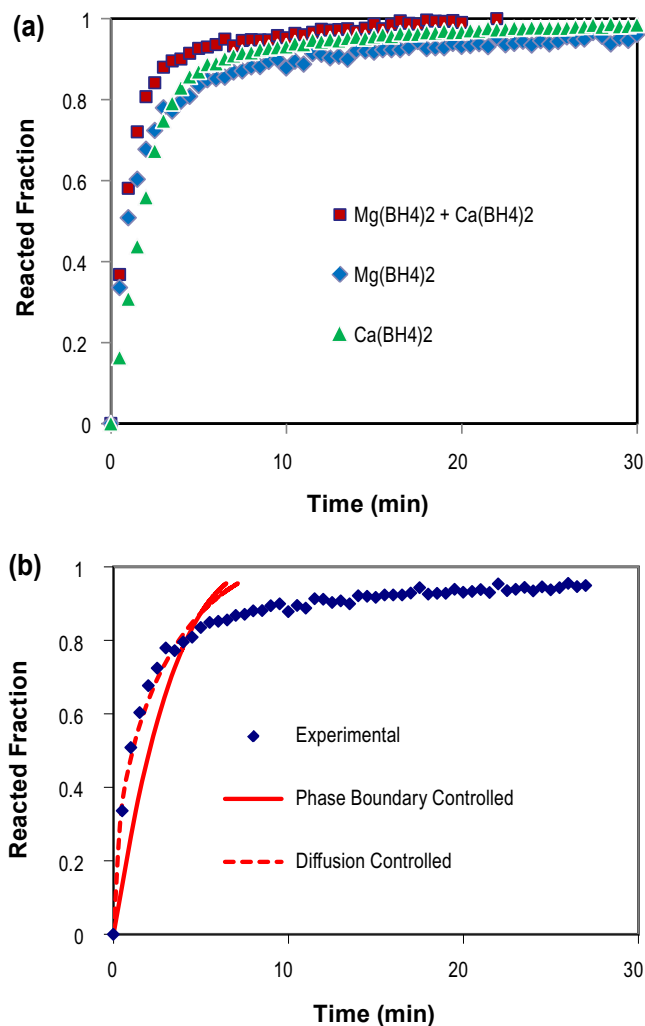 (a)
1
0.8
0.6
0.4
0.2
0
Reacted Fraction
Mg(BH4)2 + Ca(BH4)2
Mg(BH4)2
Ca(BH4)2
0 10 20 30
Time (min)
(b)
1
0.8
0.6
0.4
0.2
0
Reacted Fraction
Experimental
Phase Boundary Controlled
Diffusion Controlled
0 10 20 30
Time (min)